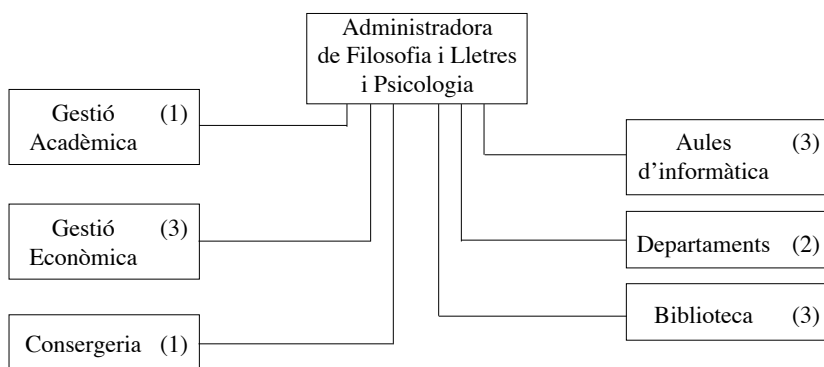 Administradora
de Filosofia i Lletres
i Psicologia
Gestió (1)
Acadèmica
Gestió (3)
Econòmica
Consergeria (1)
Aules (3)
d’informàtica
Departaments (2)
Biblioteca (3)